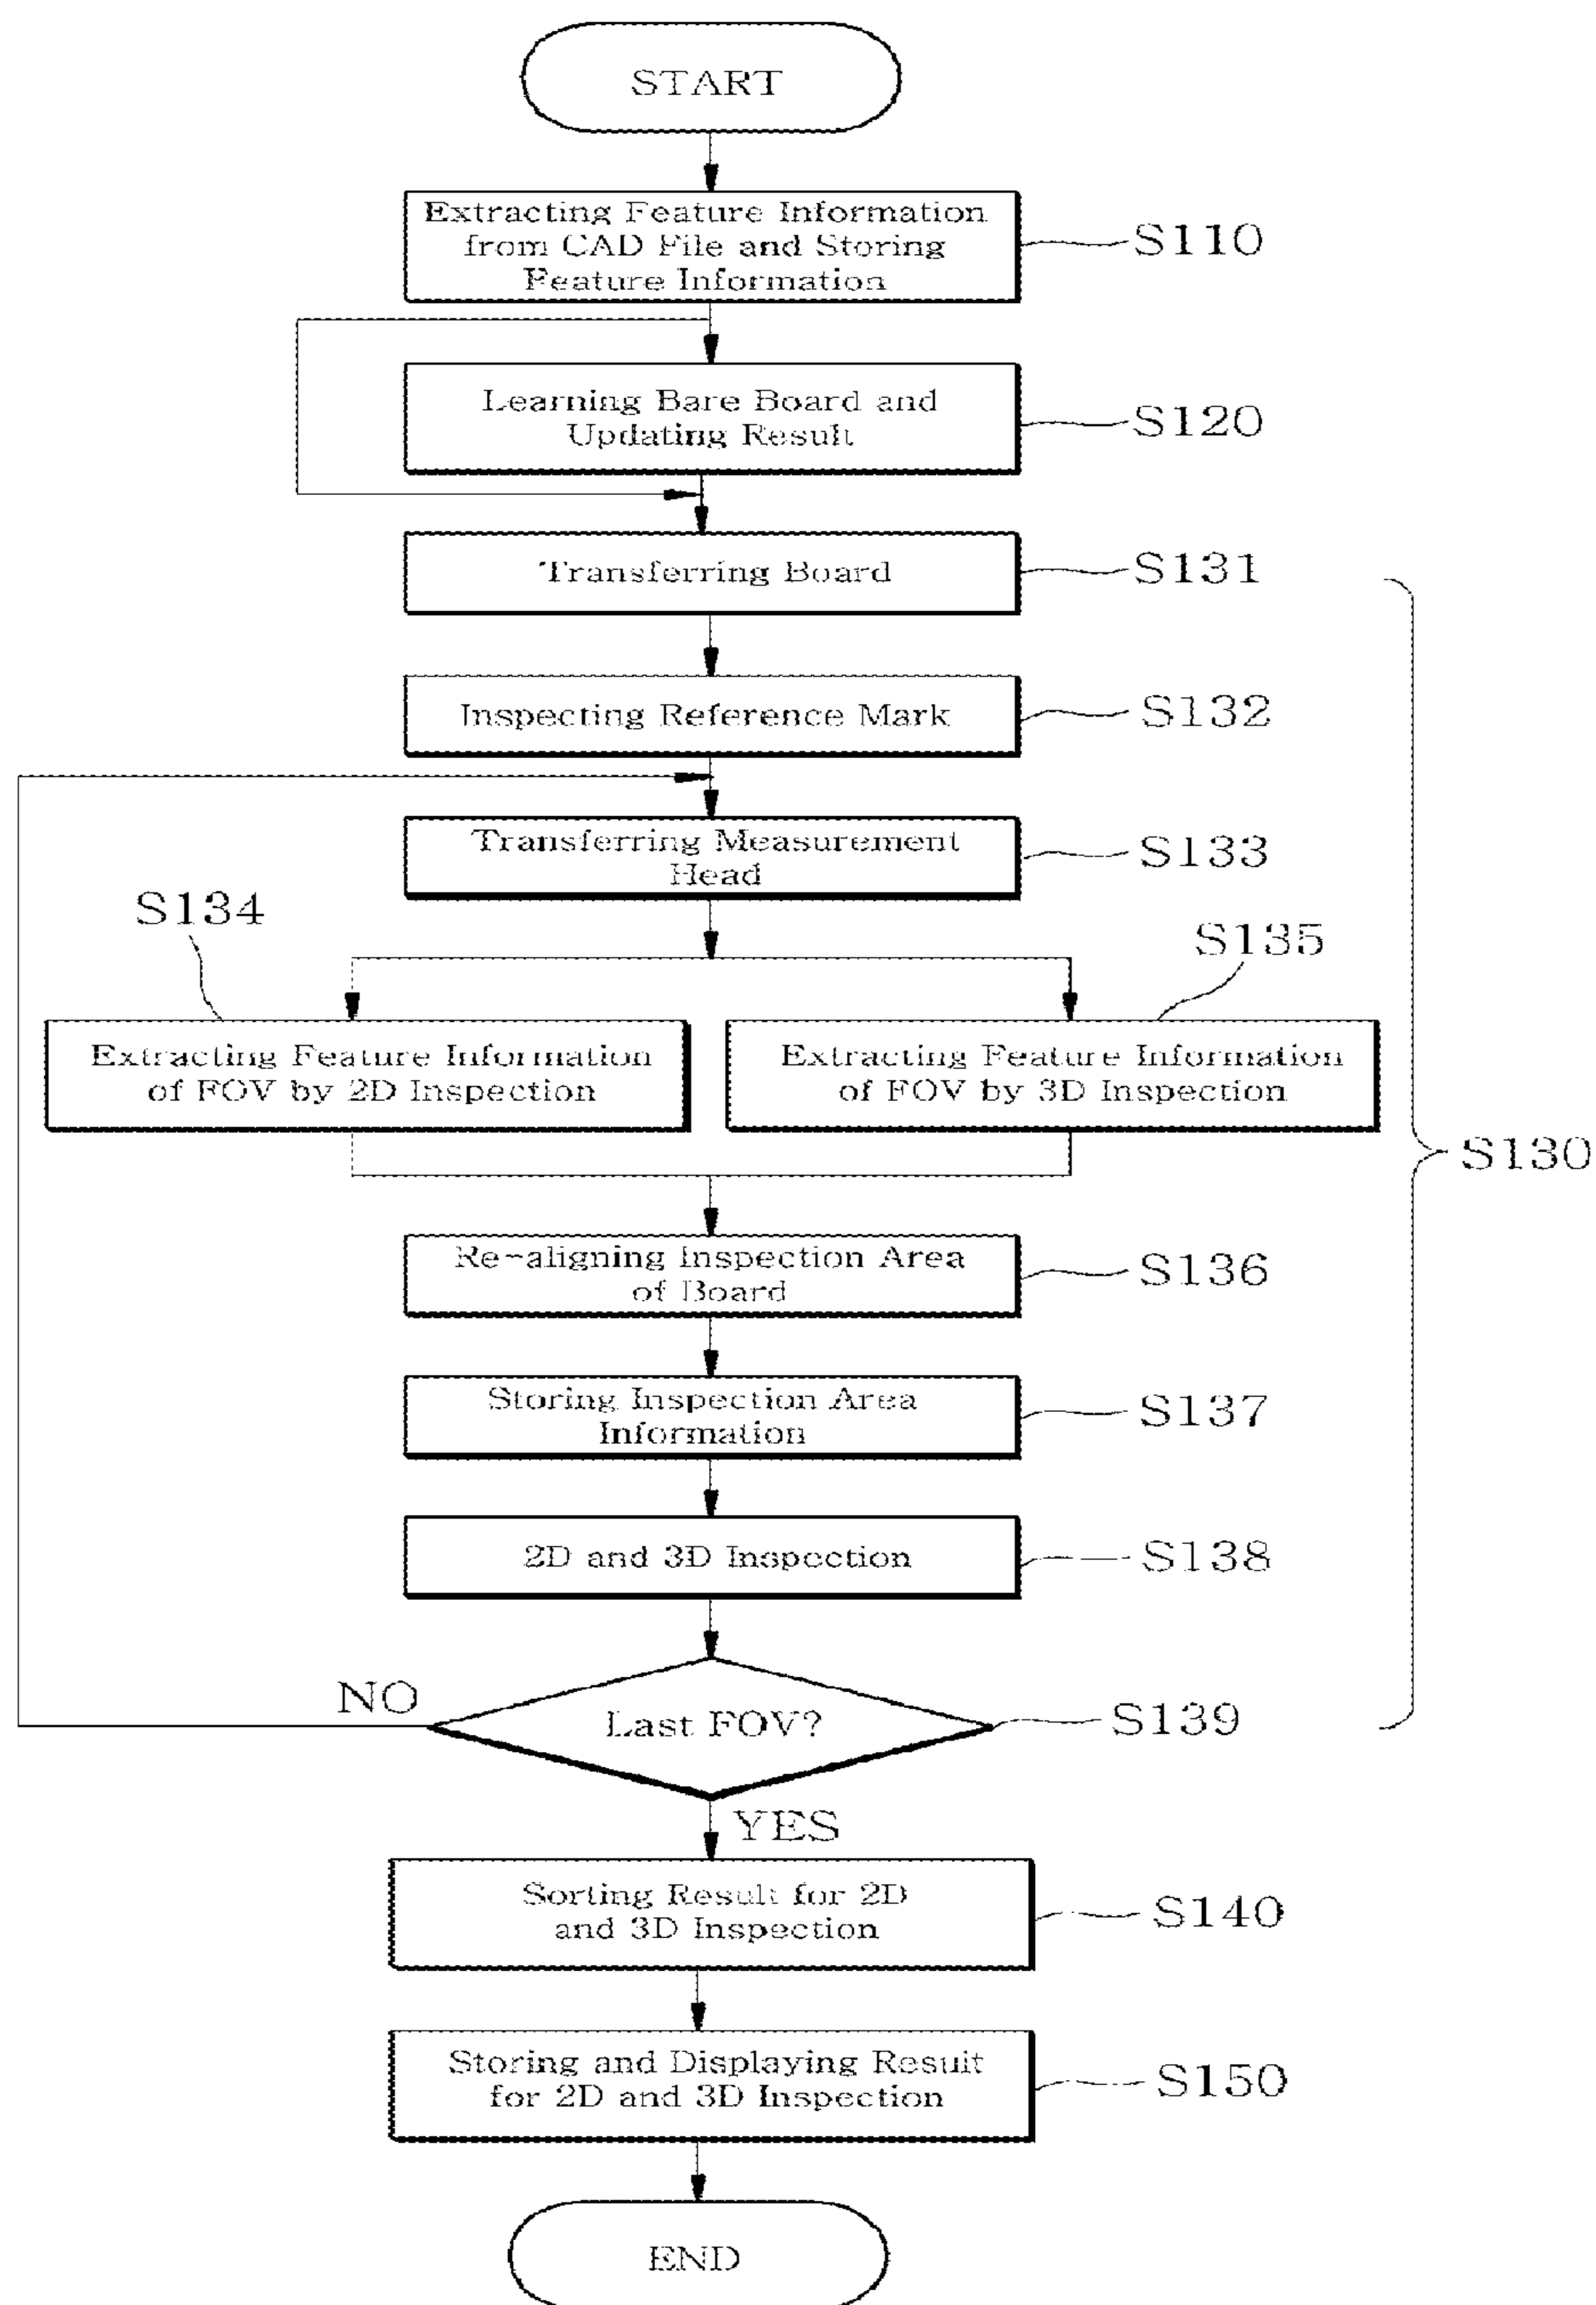 START
Extracting Feature Information
from CAD File and Storing
Feature Information
S110
Learning Bare Board and
Updating Result
S120
Transferring Board
S131
Inspecting Reference Mark
S132
Transferring Measurement
Head
S133
S134
S135
Extracting Feature Information
of FOV by 2D Inspection
Extracting Feature Information
of FOV by 3D Inspection
S130
Re-aligning Inspection Area
of Board
S136
Storing Inspection Area
Information
S137
2D and 3D Inspection
S138
NO
Last FOV?
S139
YES
Sorting Result for 2D
and 3D Inspection
S140
Storing and Displaying Result
for 2D and 3D Inspection
S150
END